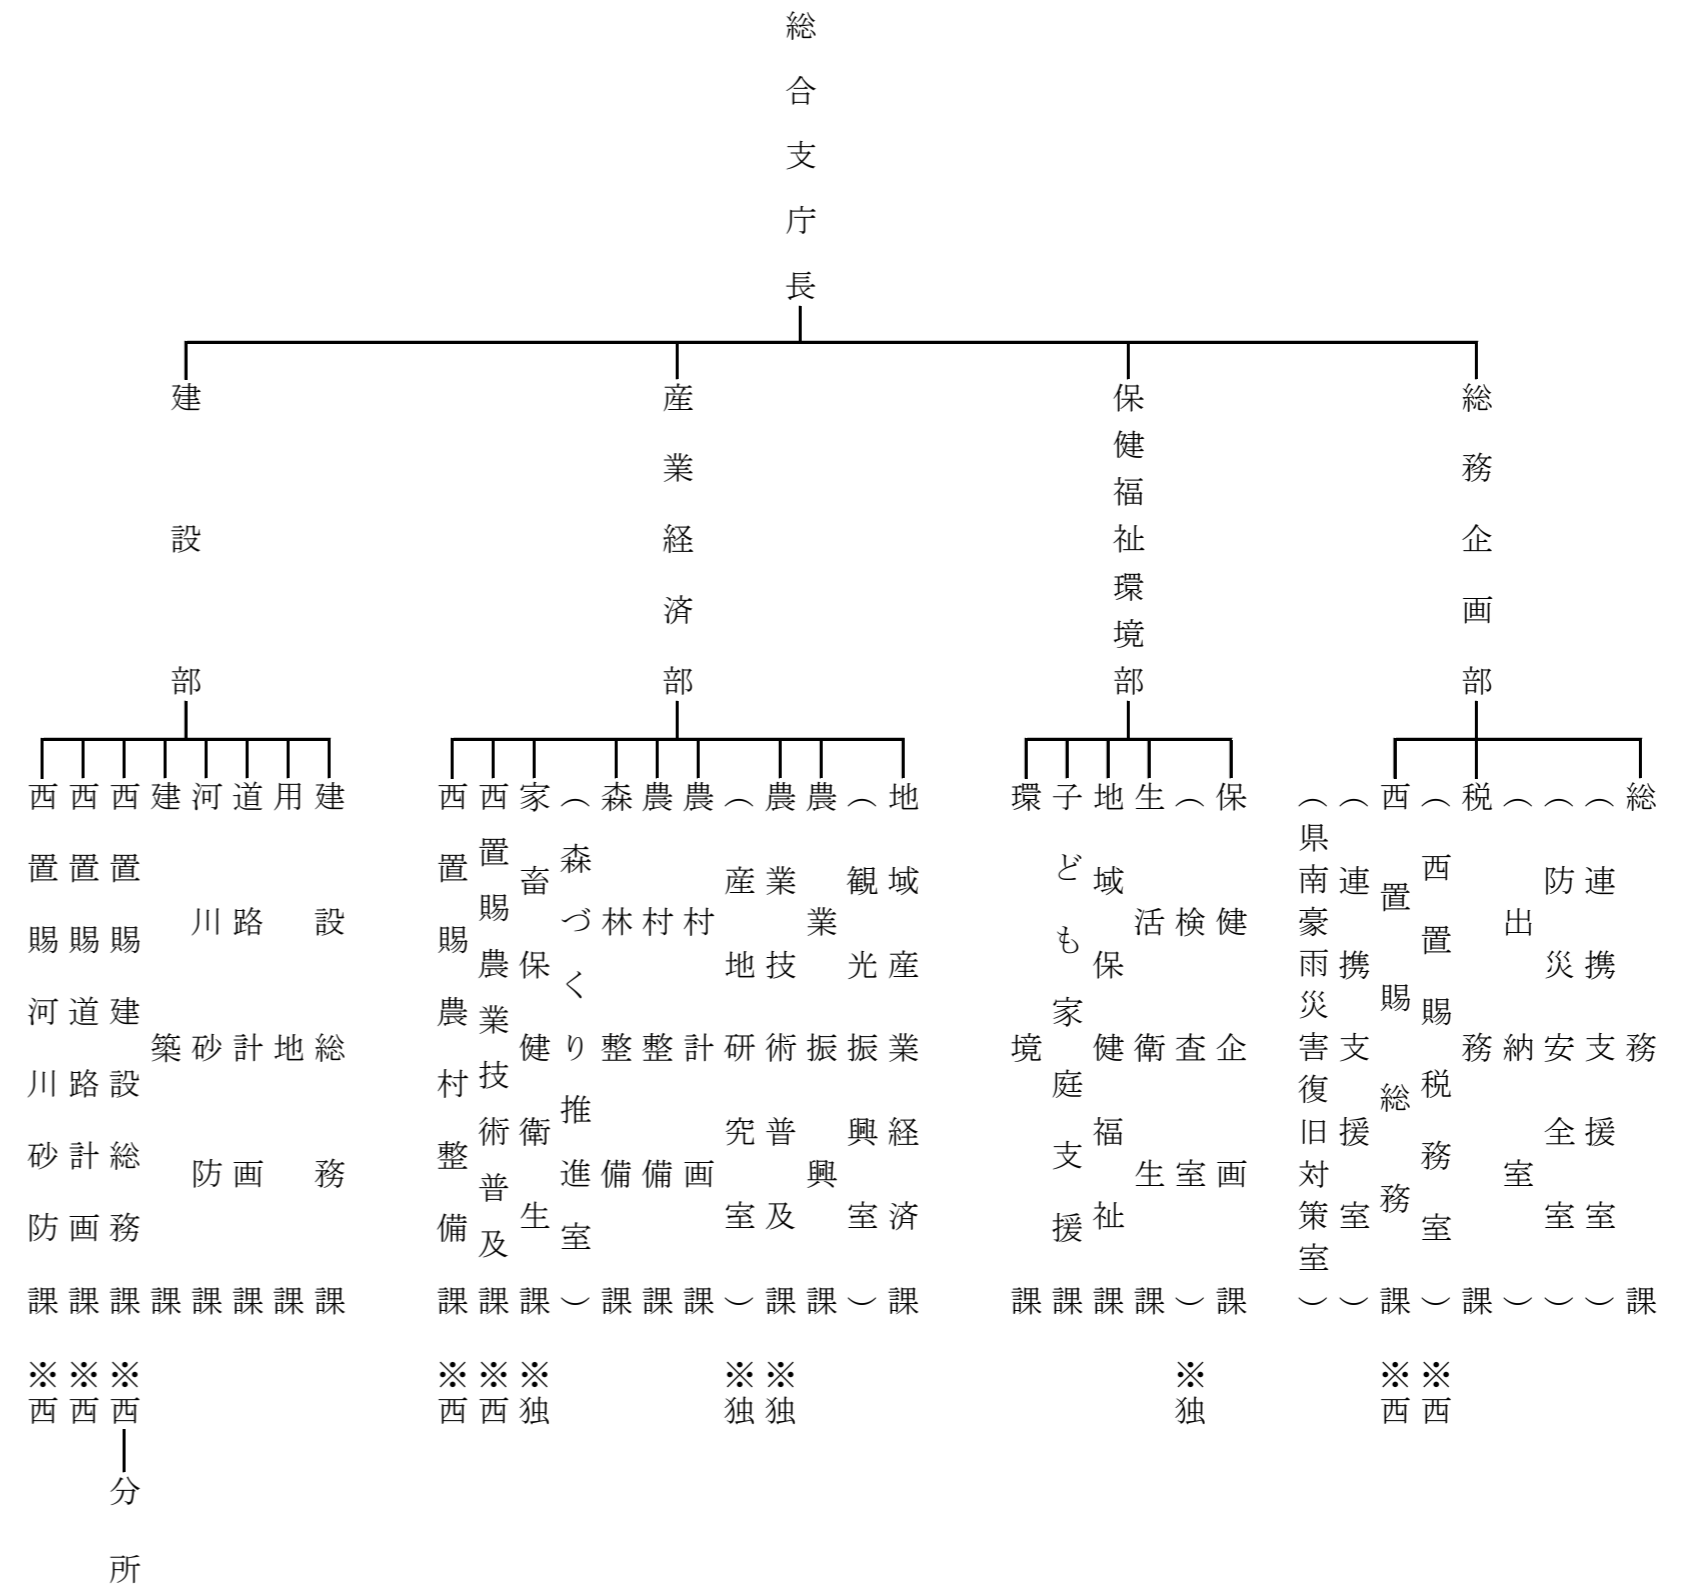 総合支庁長
総務企画部
総務課
（連携支援室）
（防災安全室）
（出納室）
税務課
（西置賜税務室）※西
西置賜総務課※西
（連携支援室）
（県南豪雨災害復旧対策室）
保健福祉環境部
保健企画課
（検査室）※独
生活衛生課
地域保健福祉課
子ども家庭支援課
環境課
産業経済部
地域産業経済課
（観光振興室）
農業振興課
農業技術普及課※独
（産地研究室）※独
農村計画課
農村整備課
森林整備課
（森づくり推進室）
家畜保健衛生課※独
西置賜農業技術普及課※西
西置賜農村整備課※西
建設部
建設総務課
用地課
道路計画課
河川砂防課
建築課
西置賜建設総務課※西
分所
西置賜道路計画課※西
西置賜河川砂防課※西